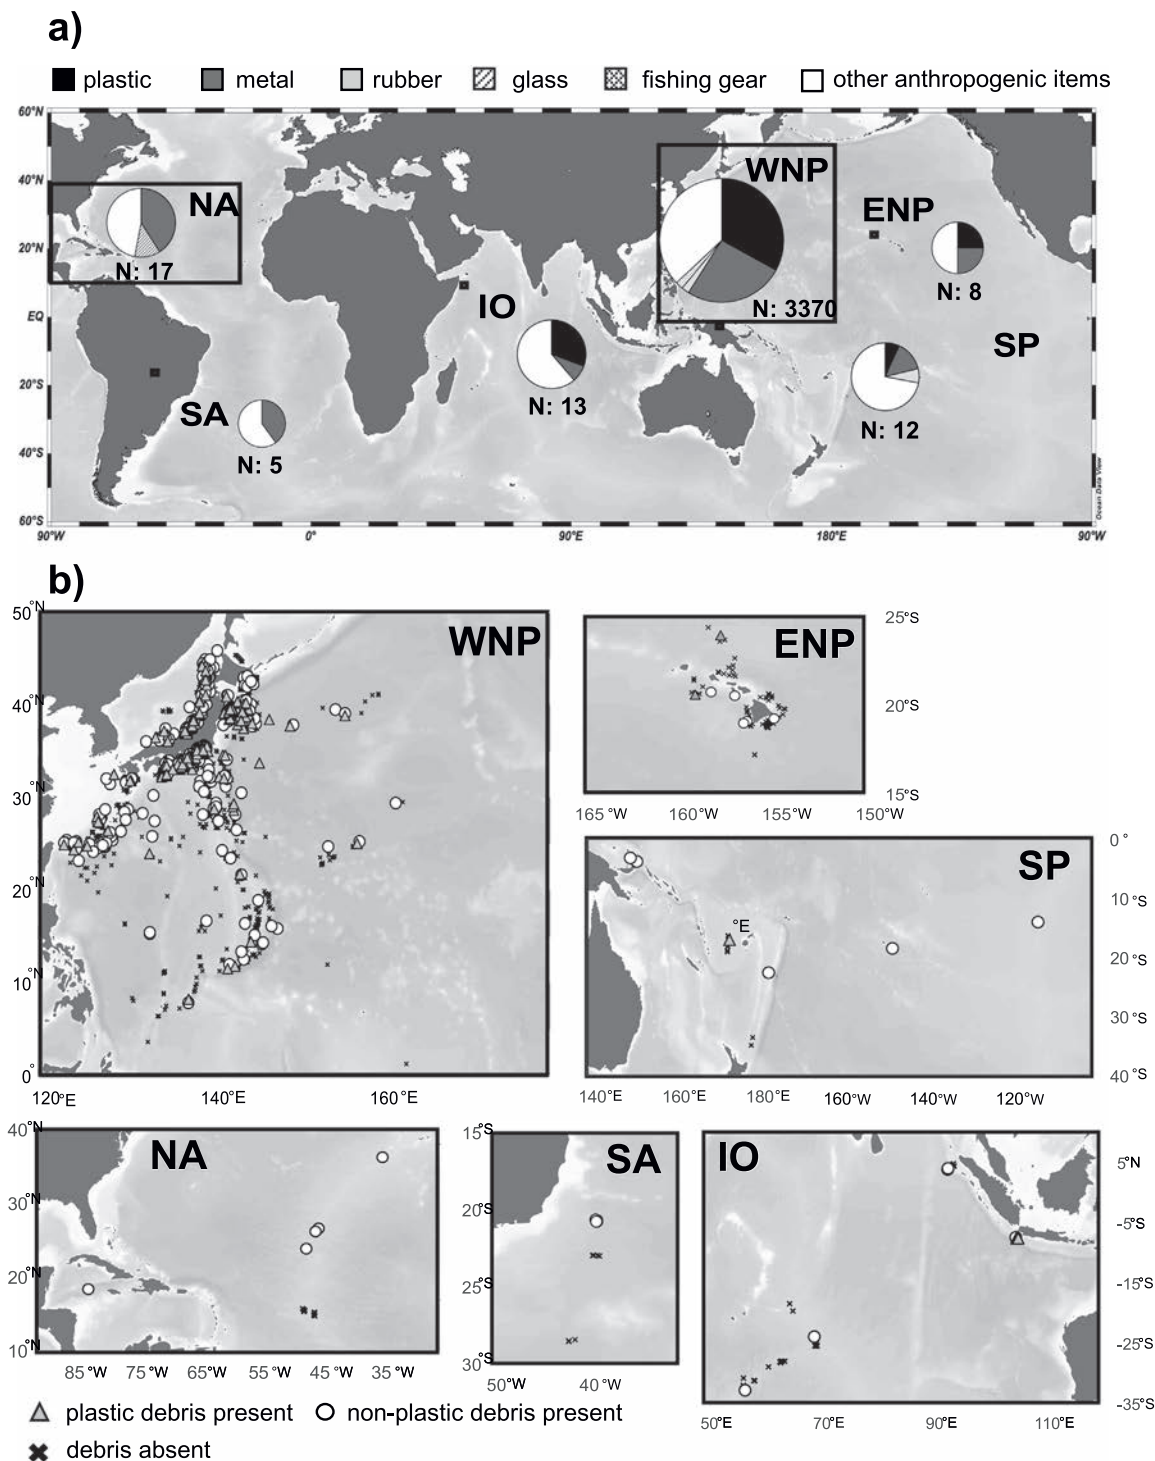 a)
plastic metal rubber glass fishing gear other anthropogenic items
60°N
40°N
20°N
EQ
20°S
40°S
60°S
90°W 0° 90°E 180°E 90°W
NA
N: 17
SA
N: 5
IO
N: 13
WNP
N: 3370
ENP
N: 8
SP
N: 12
Ocean Data View
b)
WNP
50°N
40°N
30°N
20°N
10°N
0°
120°E 140°E 160°E
ENP
25°S
20°S
15°S
165°W 160°W 155°W 150°W
SP
°E
0°
10°S
20°S
30°S
40°S
140°E 160°E 180°E 160°W 140°W 120°W
NA
40°N
30°N
20°N
10°N
85°W 75°W 65°W 55°W 45°W 35°W
SA
15°S
20°S
25°S
30°S
50°W 40°W
IO
5°N
-5°S
-15°S
-25°S
-35°S
50°E 70°E 90°E 110°E
plastic debris present non-plastic debris present
debris absent